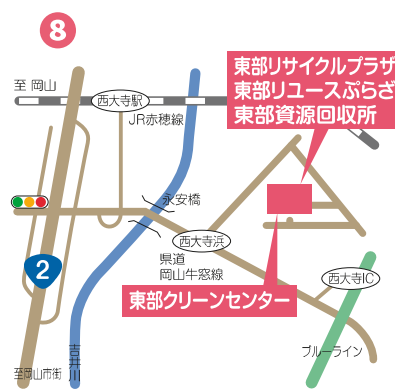 8
至 岡山
西大寺駅
JR赤穂線
東部リサイクルプラザ
東部リユースぷらざ
東部資源回収所
永安橋
西大寺浜
県道
岡山牛窓線
2
西大寺IC
東部クリーンセンター
ブルーライン
至岡山市街
吉井川